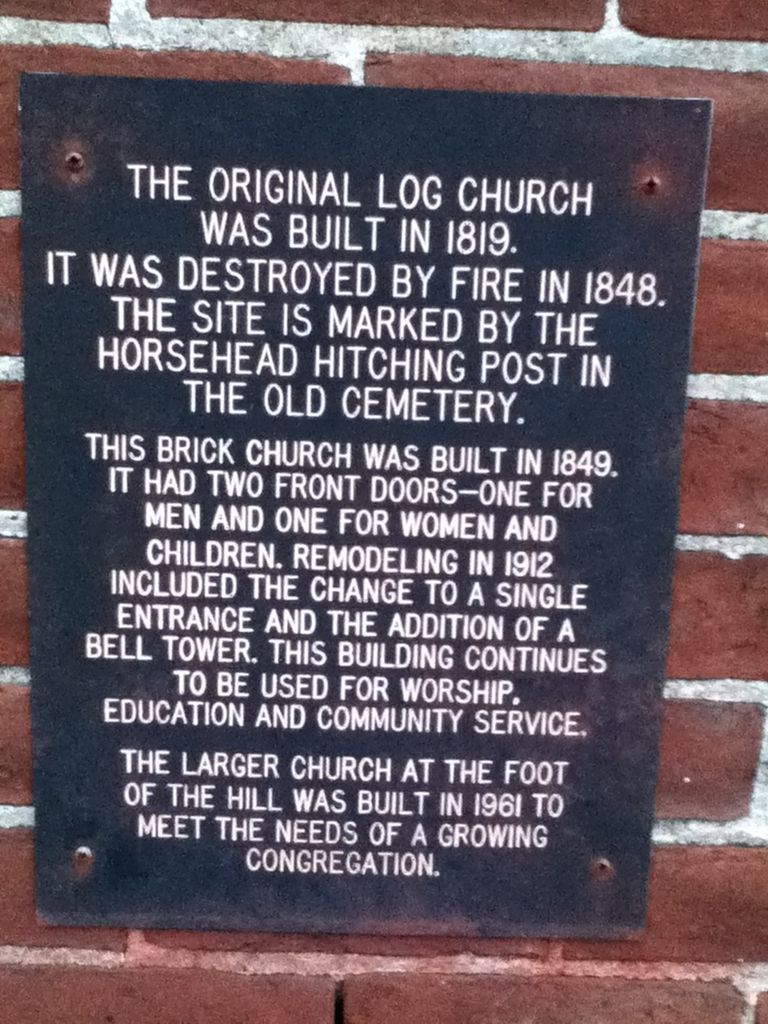 THE ORIGINAL LOG CHURCH
WAS BUILT IN 1819.
IT WAS DESTROYED BY FIRE IN 1848.
THE SITE IS MARKED BY THE
HORSEHEAD HITCHING POST IN
THE OLD CEMETERY.
THIS BRICK CHURCH WAS BUILT IN 1849.
IT HAD TWO FRONT DOORS—ONE FOR
MEN AND ONE FOR WOMEN AND
CHILDREN. REMODELING IN 1912
INCLUDED THE CHANGE TO A SINGLE
ENTRANCE AND THE ADDITION OF A
BELL TOWER. THIS BUILDING CONTINUES
TO BE USED FOR WORSHIP,
EDUCATION AND COMMUNITY SERVICE.
THE LARGER CHURCH AT THE FOOT
OF THE HILL WAS BUILT IN 1961 TO
MEET THE NEEDS OF A GROWING
CONGREGATION.